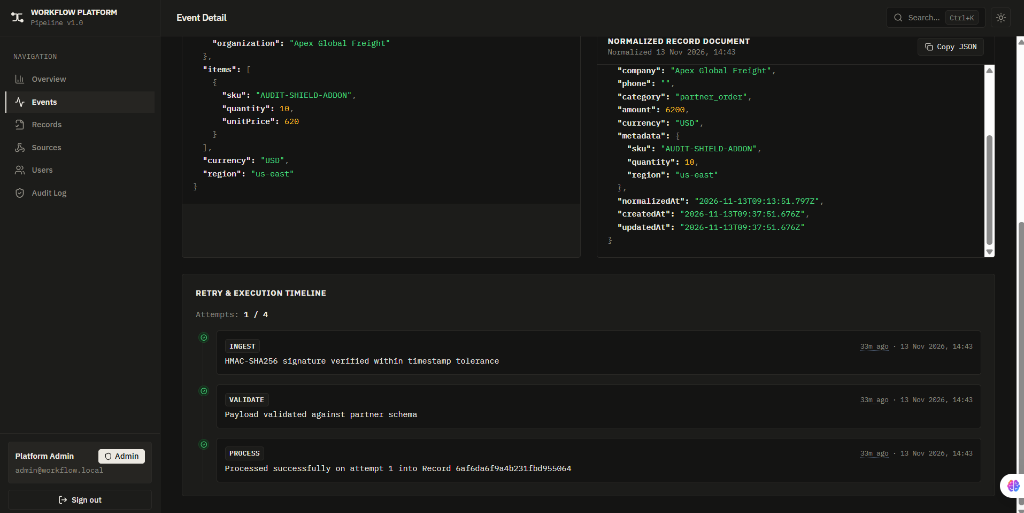 WORKFLOW PLATFORM
Pipeline v1.0
Event Detail
Search... Ctrl+K
NAVIGATION
Overview
Events
Records
Sources
Users
Audit Log
Platform Admin
Admin
admin@workflow.local
Sign out
"organization": "Apex Global Freight"
},
"items": [
{
"sku": "AUDIT-SHIELD-ADDON",
"quantity": 10,
"unitPrice": 620
}
],
"currency": "USD",
"region": "us-east"
}
NORMALIZED RECORD DOCUMENT
Normalized 13 Nov 2026, 14:43
Copy JSON
"company": "Apex Global Freight",
"phone": "",
"category": "partner_order",
"amount": 6200,
"currency": "USD",
"metadata": {
"sku": "AUDIT-SHIELD-ADDON",
"quantity": 10,
"region": "us-east"
},
"normalizedAt": "2026-11-13T09:13:51.797Z",
"createdAt": "2026-11-13T09:37:51.676Z",
"updatedAt": "2026-11-13T09:37:51.676Z"
}
RETRY & EXECUTION TIMELINE
Attempts: 1 / 4
INGEST
33m ago · 13 Nov 2026, 14:43
HMAC-SHA256 signature verified within timestamp tolerance
VALIDATE
33m ago · 13 Nov 2026, 14:43
Payload validated against partner schema
PROCESS
33m ago · 13 Nov 2026, 14:43
Processed successfully on attempt 1 into Record 6af6da6f9a4b231fbd955064